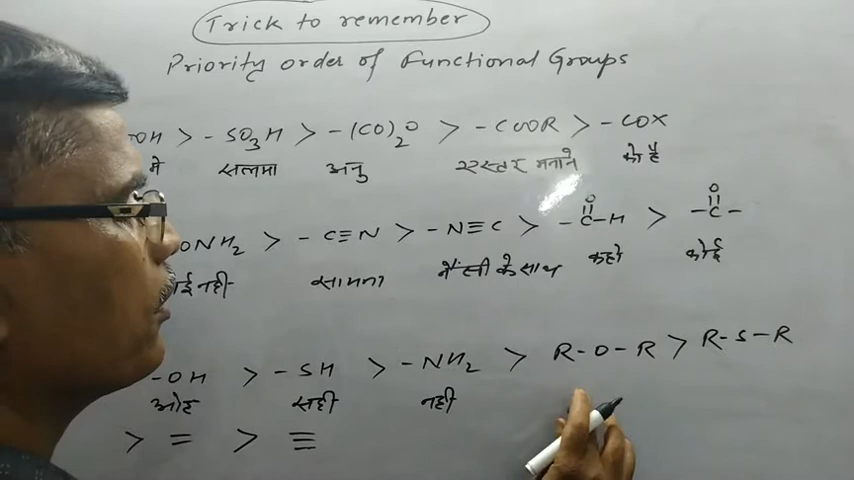 Trick to remember
Priority order of Functional Groups
OH > - SO3H > - (CO)2O > - COOR > - COX
में सलमा अनु मनाने को है
ONH2 > - C≡N > - N≡C > - C(=O)-H > - C(=O) -
ई नहीं सामना के साथ कहो कोई
- OH > - SH > - NH2 > R - O - R > R - S - R
ओह सही नहीं
> = > ≡